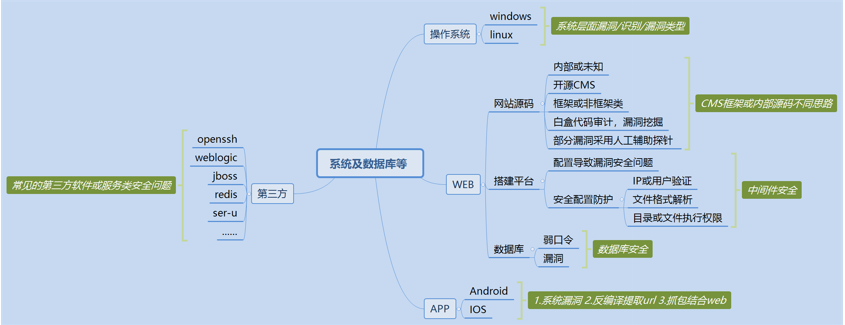 操作系统
windows
linux
系统层面漏洞/识别/漏洞类型
网站源码
内部或未知
开源CMS
框架或非框架类
白盒代码审计，漏洞挖掘
部分漏洞采用人工辅助探针
CMS框架或内部源码不同思路
系统及数据库等
WEB
搭建平台
配置导致漏洞安全问题
安全配置防护
IP或用户验证
文件格式解析
目录或文件执行权限
中间件安全
数据库
弱口令
漏洞
数据库安全
APP
Android
IOS
1.系统漏洞 2.反编译提取url 3.抓包结合web
第三方
openssh
weblogic
jboss
redis
ser-u
......
常见的第三方软件或服务类安全问题